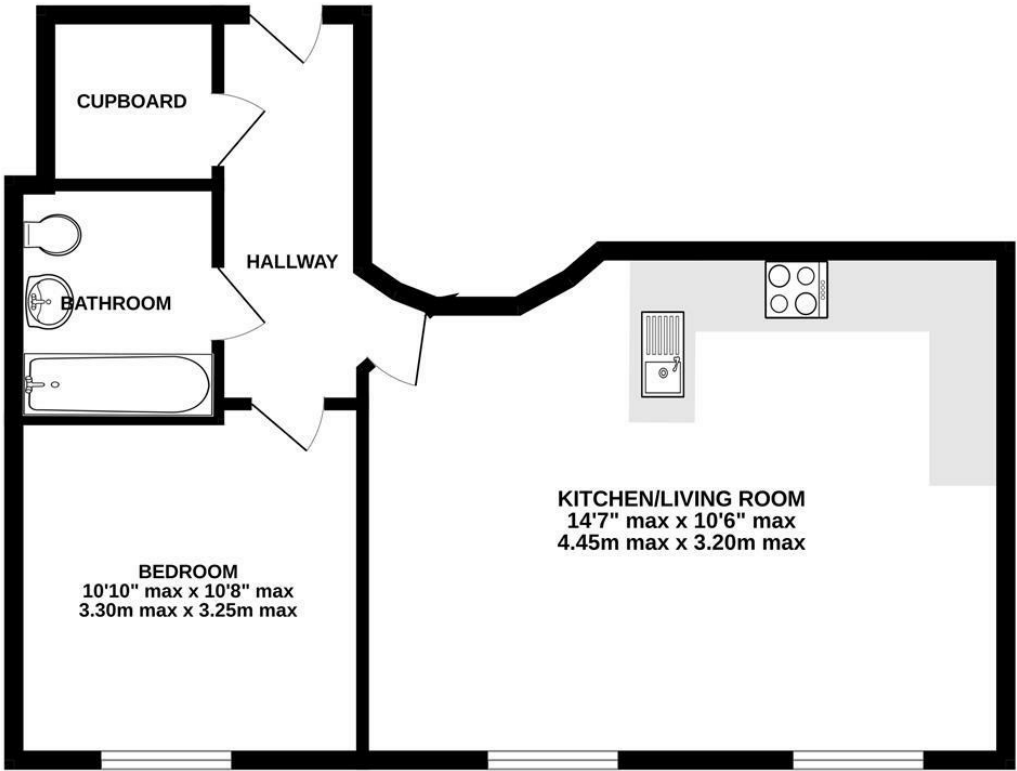 CUPBOARD
HALLWAY
BATHROOM
KITCHEN/LIVING ROOM
14'7" max x 10'6" max
4.45m max x 3.20m max
BEDROOM
10'10" max x 10'8" max
3.30m max x 3.25m max